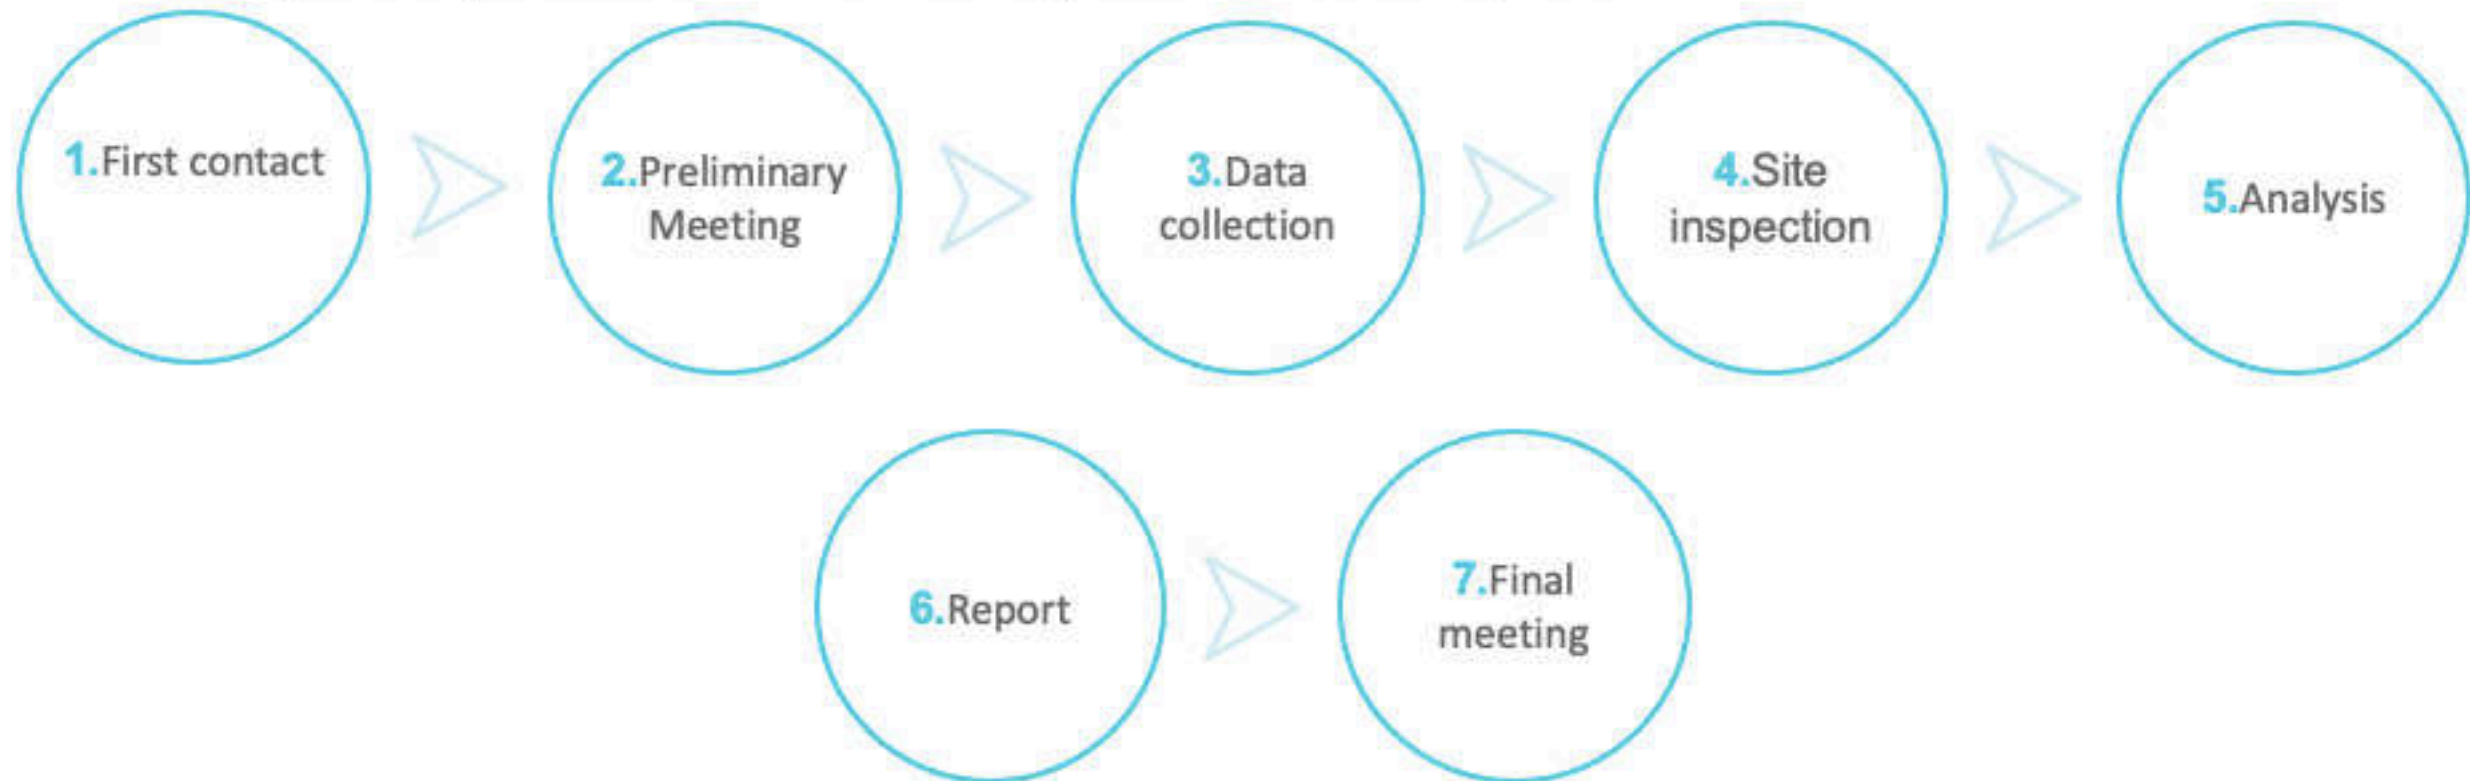 1.First contact
2.Preliminary
Meeting
3.Data
collection
4.Site
inspection
5.Analysis
6.Report
7.Final
meeting